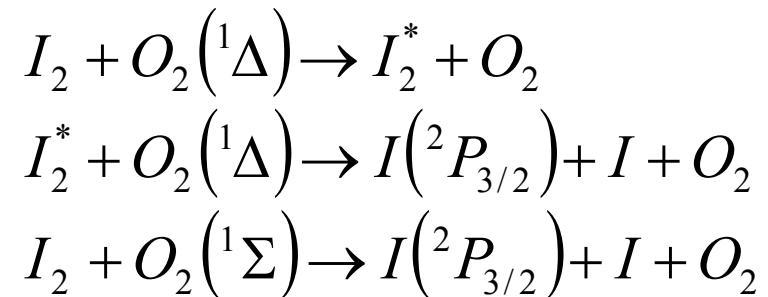 I₂ + O₂(¹Δ) → I₂* + O₂
I₂* + O₂(¹Δ) → I(²P₃/₂) + I + O₂
I₂ + O₂(¹Σ) → I(²P₃/₂) + I + O₂